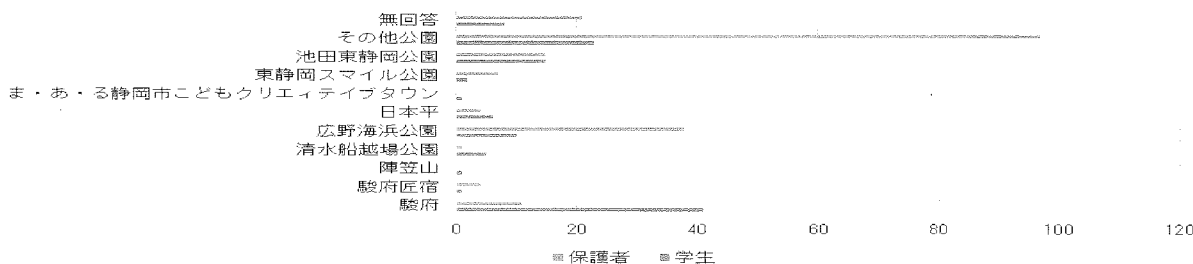 無回答
その他公園
池田東静岡公園
東静岡スマイル公園
ま・あ・る静岡市こどもクリエイテイブタウン
日本平
広野海浜公園
清水船越場公園
陣笠山
駿府匠宿
駿府
0 20 40 60 80 100 120
保護者 学生